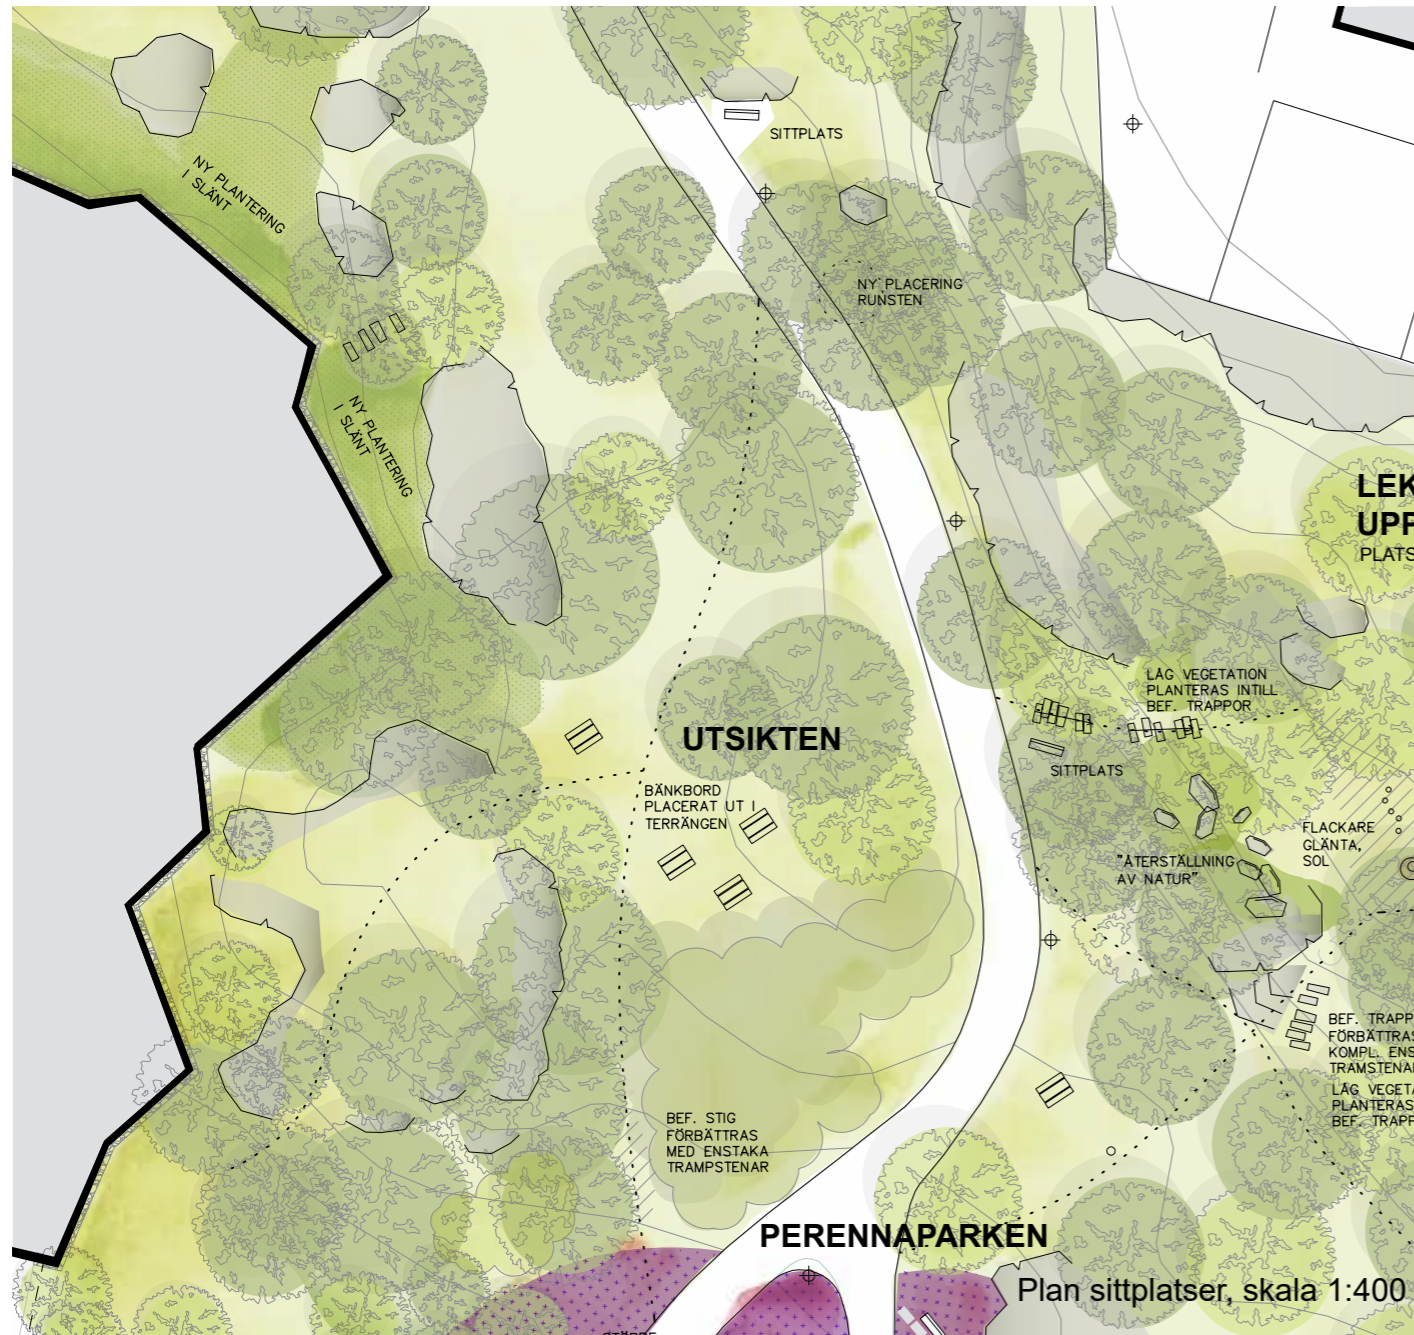 SITTPLATS
NY PLANTERING
I SLÄNT
NY PLACERING
RUNSTEN
NY PLANTERING
I SLÄNT
LEK
UPP
PLATS
LÅG VEGETATION
PLANTERAS INTILL
BEF. TRAPPOR
UTSIKTEN
SITTPLATS
BÄNKBORD
PLACERAT UT I
TERRÄNGEN
FLACKARE
GLÄNTA,
SOL
"ÅTERSTÄLLNING
AV NATUR"
BEF. TRAPP
FÖRBÄTTRAS
KOMPL. ENS
TRAMSTENA
LÅG VEGETA
PLANTERAS
BEF. TRAPP
BEF. STIG
FÖRBÄTTRAS
MED ENSTAKA
TRAMPSTENAR
PERENNAPARKEN
Plan sittplatser, skala 1:400